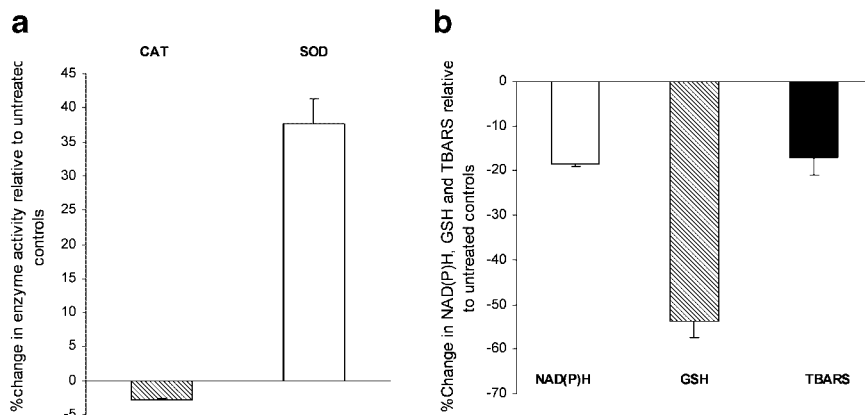 a
CAT
SOD
%change in enzyme activity relative to untreated
controls
45
40
35
30
25
20
15
10
5
0
-5
b
%Change in NAD(P)H, GSH and TBARS relative
to untreated controls
0
-10
-20
-30
-40
-50
-60
-70
NAD(P)H
GSH
TBARS